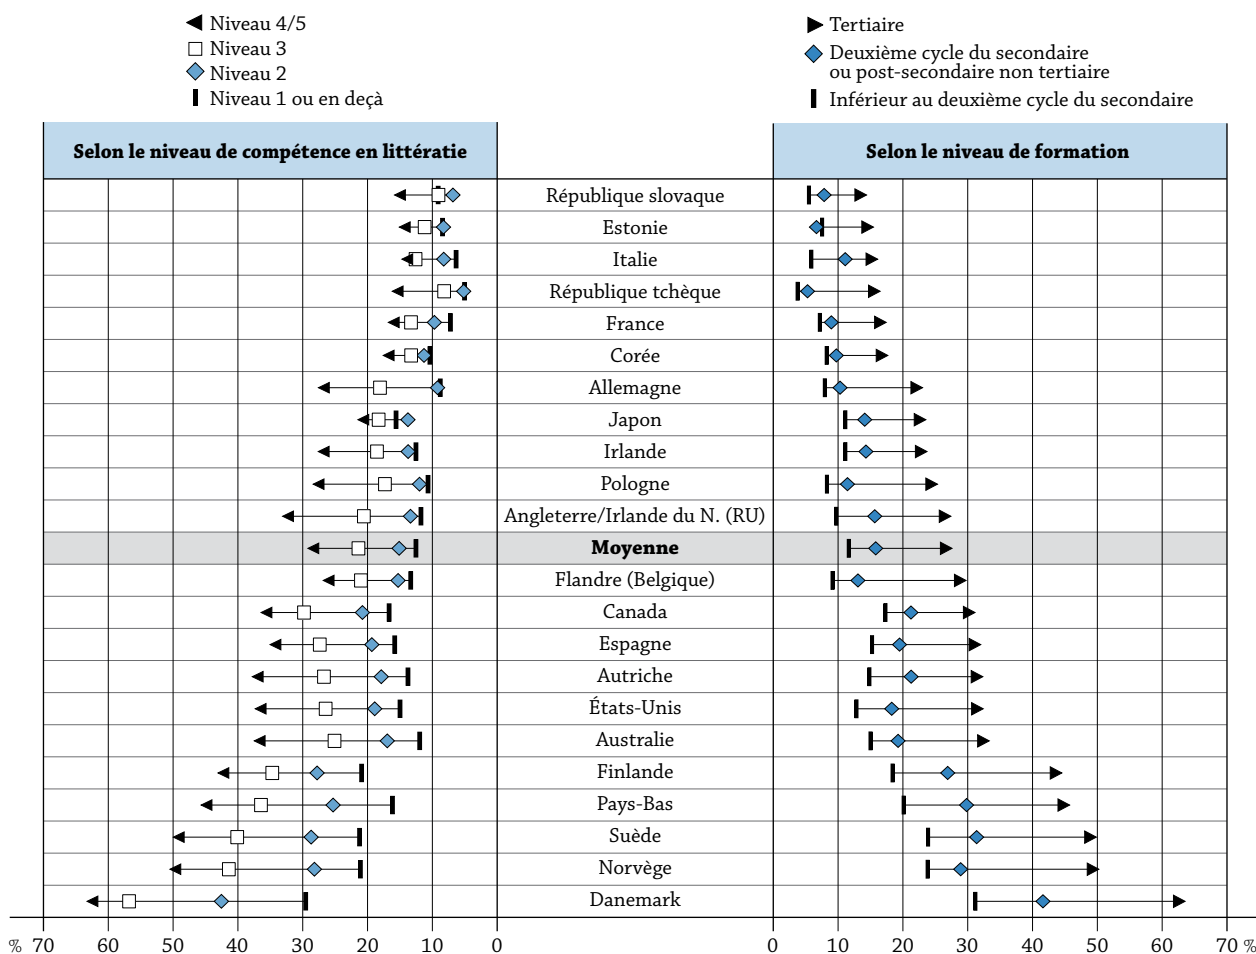 Niveau 4/5
Niveau 3
Niveau 2
Niveau 1 ou en deçà
Tertiaire
Deuxième cycle du secondaire
ou post-secondaire non tertiaire
Inférieur au deuxième cycle du secondaire
Selon le niveau de compétence en littératie
Selon le niveau de formation
République slovaque
Estonie
Italie
République tchèque
France
Corée
Allemagne
Japon
Irlande
Pologne
Angleterre/Irlande du N. (RU)
Moyenne
Flandre (Belgique)
Canada
Espagne
Autriche
États-Unis
Australie
Finlande
Pays-Bas
Suède
Norvège
Danemark
% 70 60 50 40 30 20 10 0
0 10 20 30 40 50 60 70 %